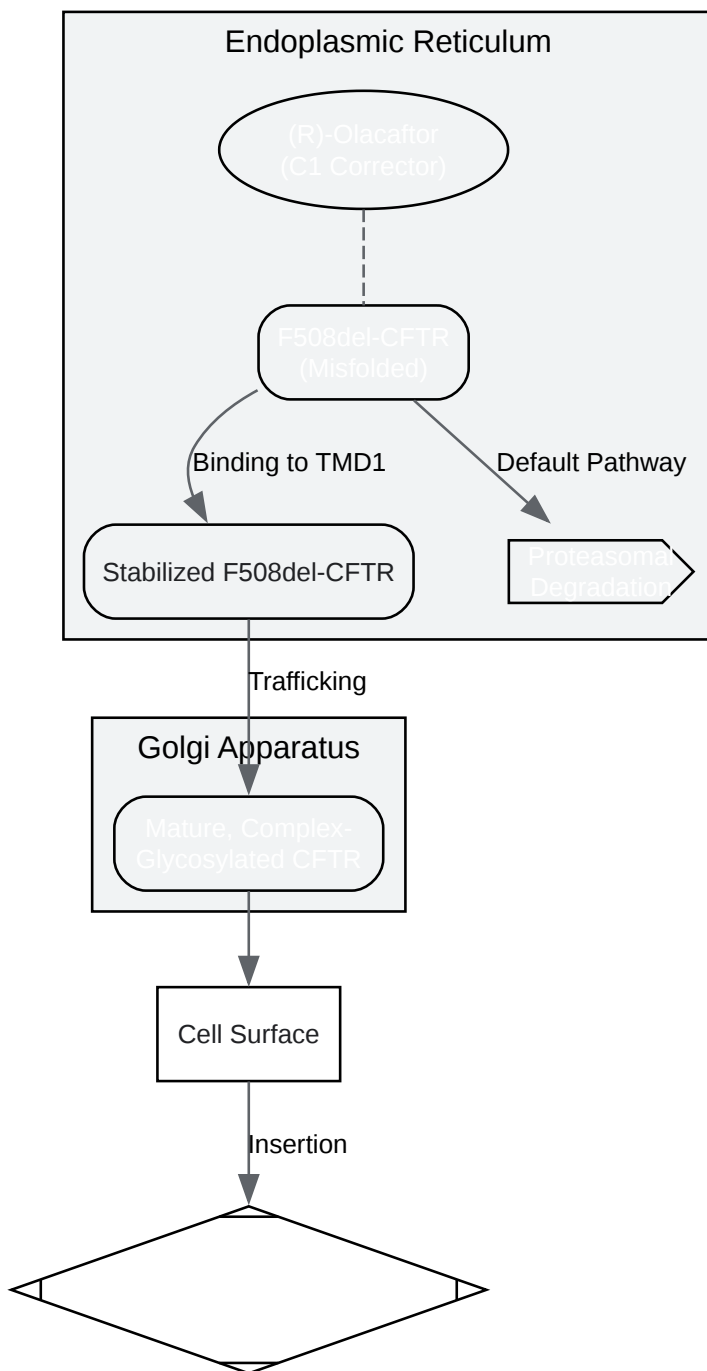 Endoplasmic Reticulum
(R)-Olacaftor
(C1 Corrector)
F508del-CFTR
(Misfolded)
Binding to TMD1
Default Pathway
Stabilized F508del-CFTR
Proteasomal
Degradation
Trafficking
Golgi Apparatus
Mature, Complex-
Glycosylated CFTR
Cell Surface
Insertion